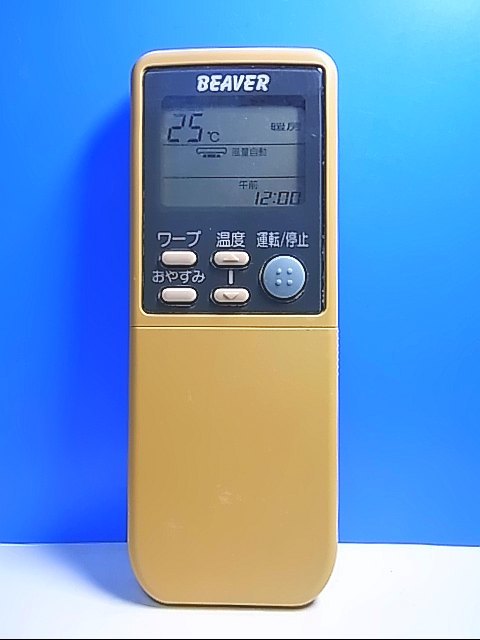 BEAVER
25℃ 暖房
風量自動
午前
12:00
ワープ 温度 運転/停止
おやすみ